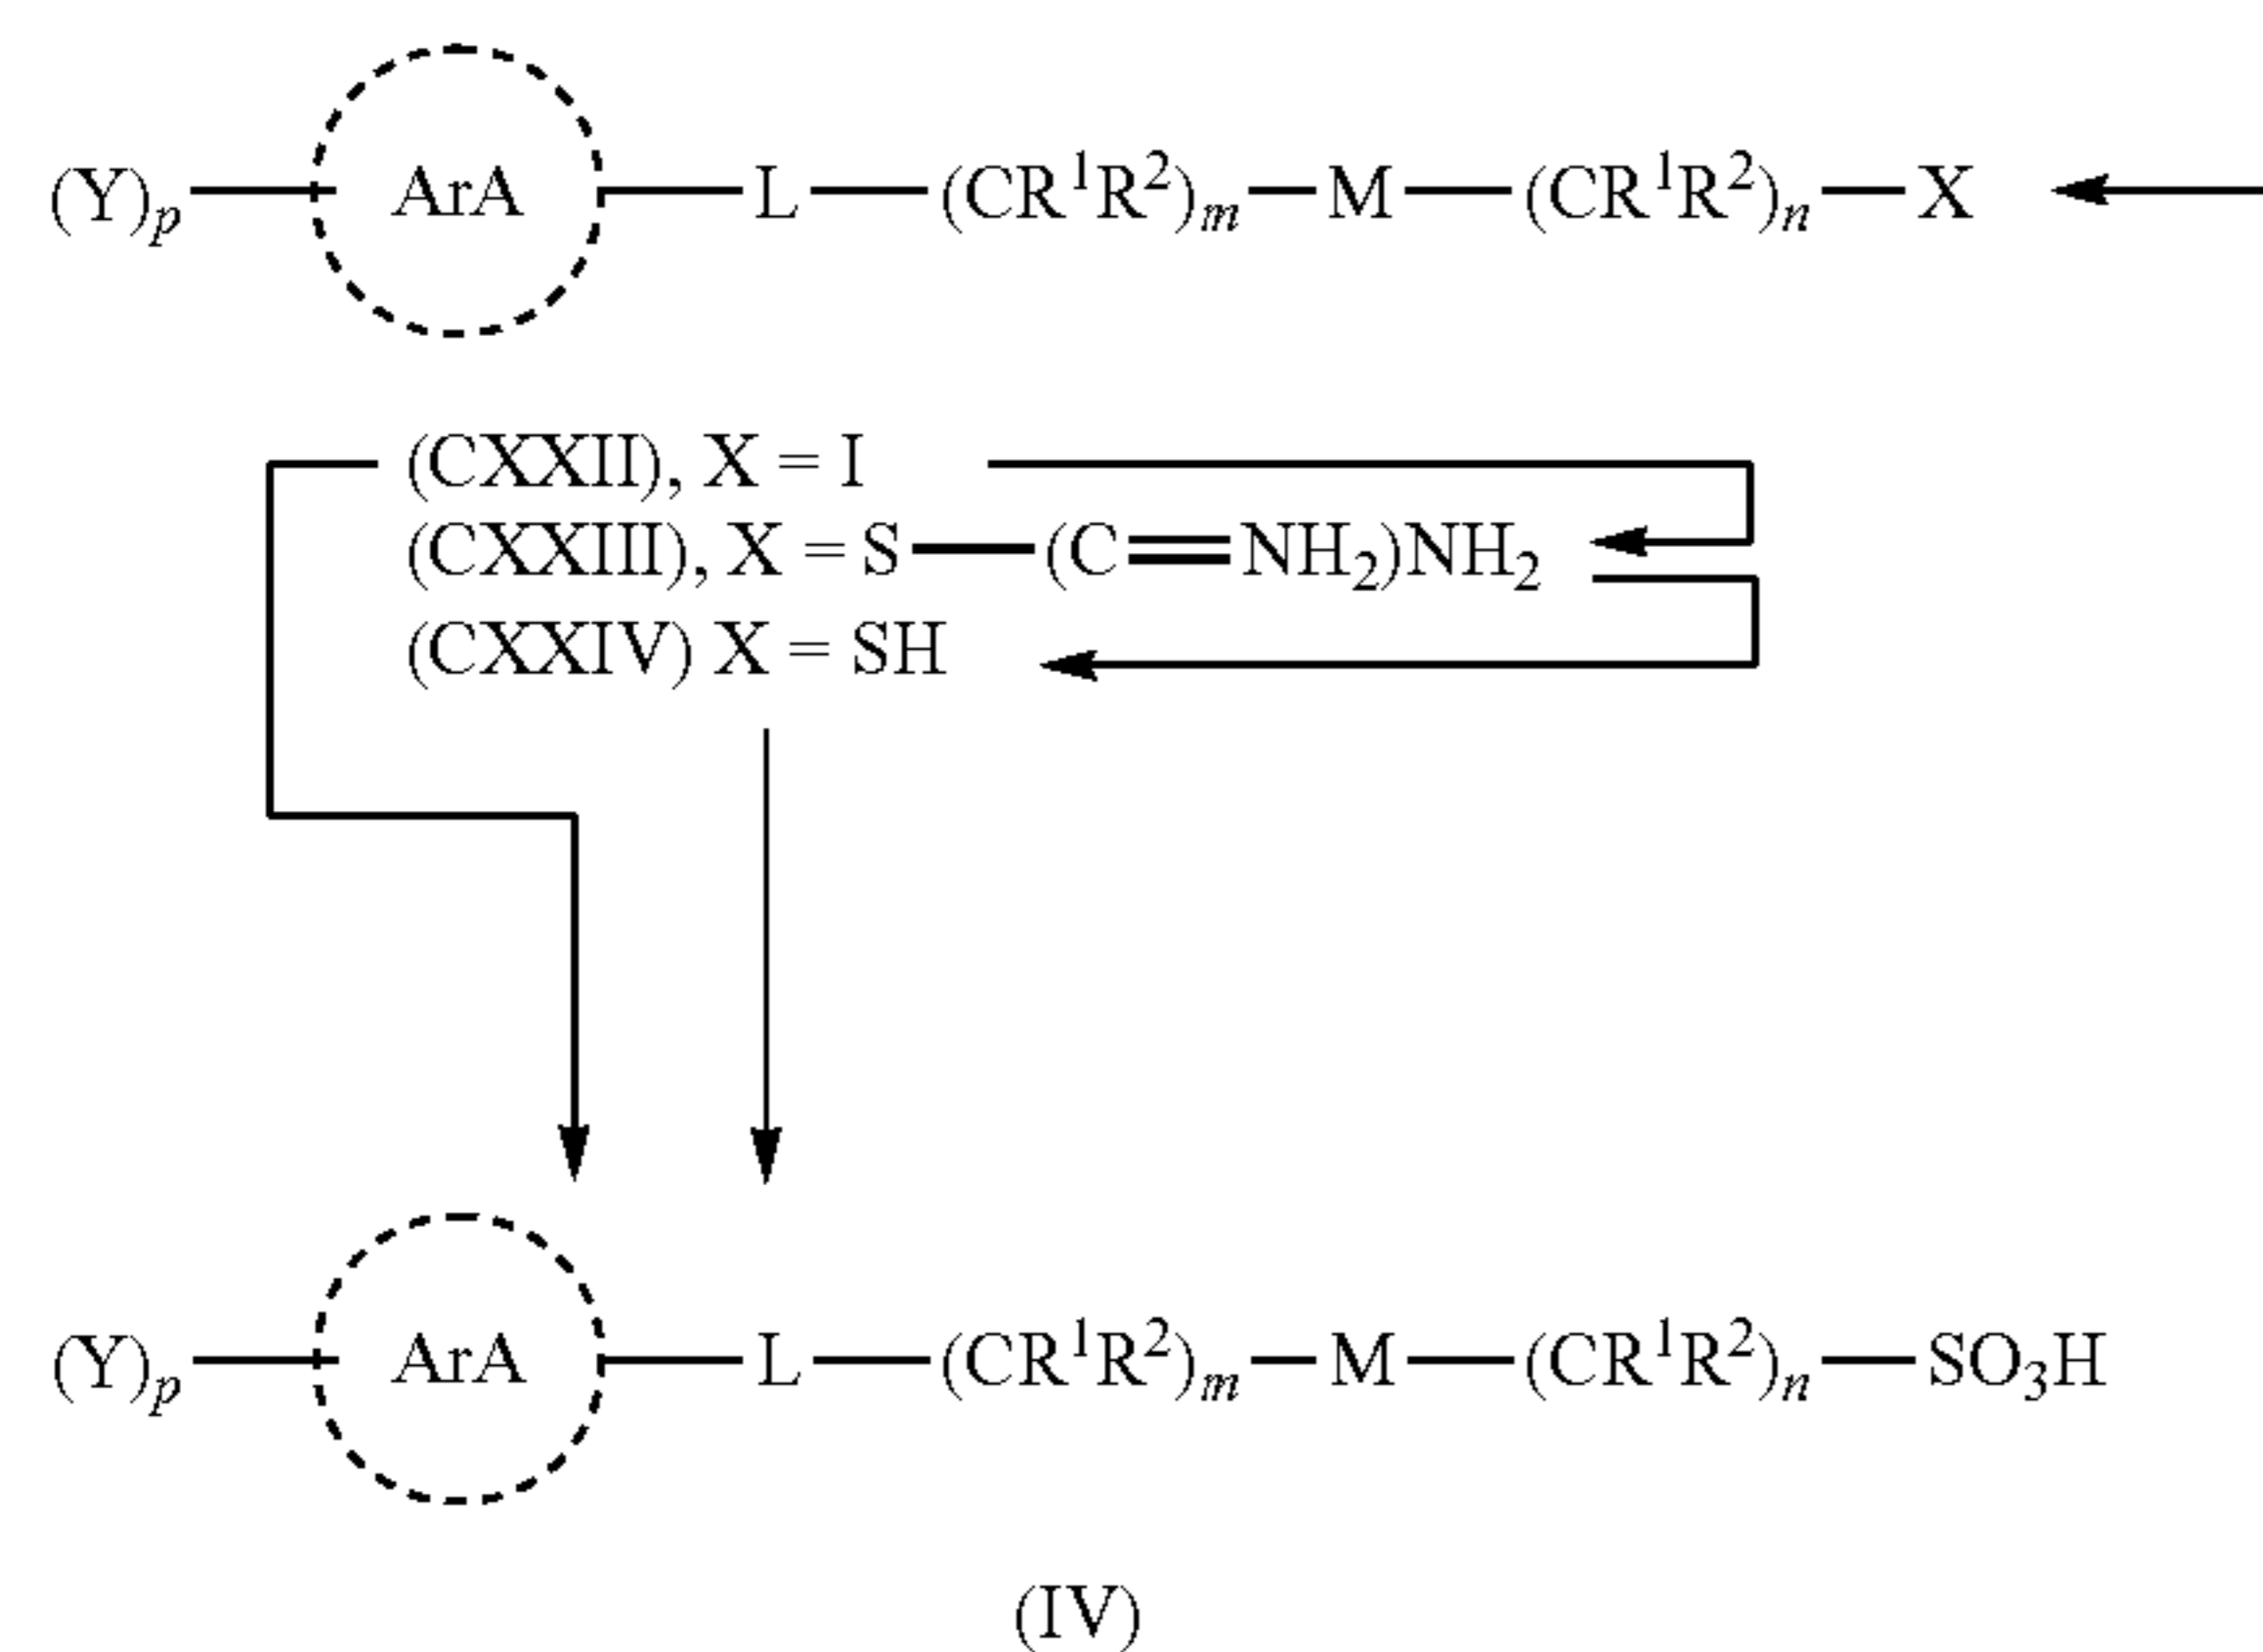 (Y)p — ArA — L — (CR¹R²)m — M — (CR¹R²)n — X
(CXXII), X = I
(CXXIII), X = S — (C═NH₂)NH₂
(CXXIV) X = SH
(Y)p — ArA — L — (CR¹R²)m — M — (CR¹R²)n — SO₃H
(IV)